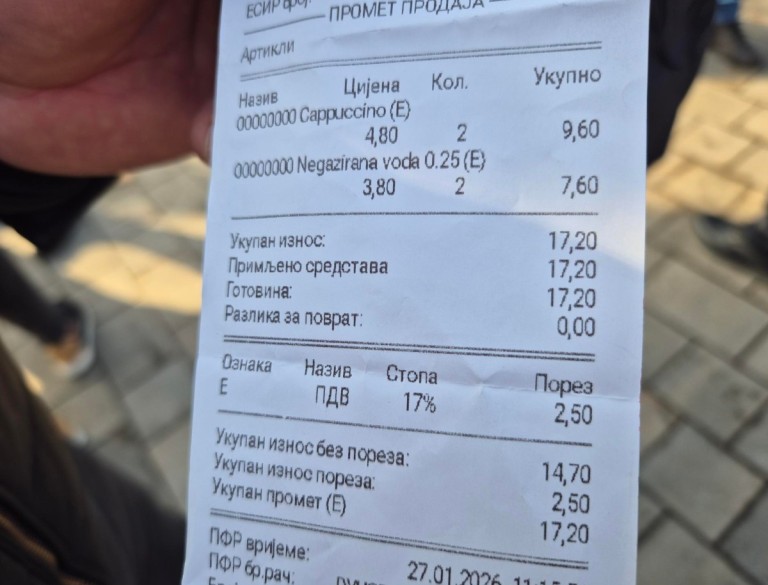 ЕСИР број:
ПРОМЕТ ПРОДАЈА
Артикли
Назив Цијена Кол. Укупно
00000000 Cappuccino (E)
4,80 2 9,60
00000000 Negazirana voda 0.25 (E)
3,80 2 7,60
Укупан износ: 17,20
Примљено средстава 17,20
Готовина: 17,20
Разлика за поврат: 0,00
Ознака Назив Стопа Порез
Е ПДВ 17% 2,50
Укупан износ без пореза: 14,70
Укупан износ пореза: 2,50
Укупан промет (Е) 17,20
ПФР вријеме: 27.01.2026
ПФР бр.рач: